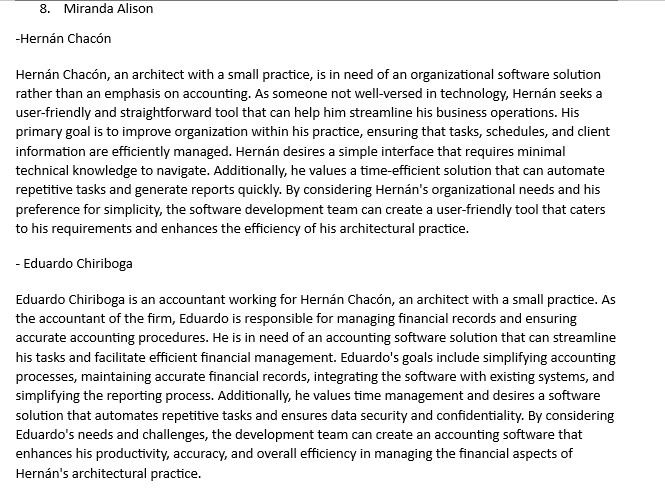 8. Miranda Alison
-Hernán Chacón
Hernán Chacón, an architect with a small practice, is in need of an organizational software solution
rather than an emphasis on accounting. As someone not well-versed in technology, Hernán seeks a
user-friendly and straightforward tool that can help him streamline his business operations. His
primary goal is to improve organization within his practice, ensuring that tasks, schedules, and client
information are efficiently managed. Hernán desires a simple interface that requires minimal
technical knowledge to navigate. Additionally, he values a time-efficient solution that can automate
repetitive tasks and generate reports quickly. By considering Hernán's organizational needs and his
preference for simplicity, the software development team can create a user-friendly tool that caters
to his requirements and enhances the efficiency of his architectural practice.
- Eduardo Chiriboga
Eduardo Chiriboga is an accountant working for Hernán Chacón, an architect with a small practice. As
the accountant of the firm, Eduardo is responsible for managing financial records and ensuring
accurate accounting procedures. He is in need of an accounting software solution that can streamline
his tasks and facilitate efficient financial management. Eduardo's goals include simplifying accounting
processes, maintaining accurate financial records, integrating the software with existing systems, and
simplifying the reporting process. Additionally, he values time management and desires a software
solution that automates repetitive tasks and ensures data security and confidentiality. By considering
Eduardo's needs and challenges, the development team can create an accounting software that
enhances his productivity, accuracy, and overall efficiency in managing the financial aspects of
Hernán's architectural practice.